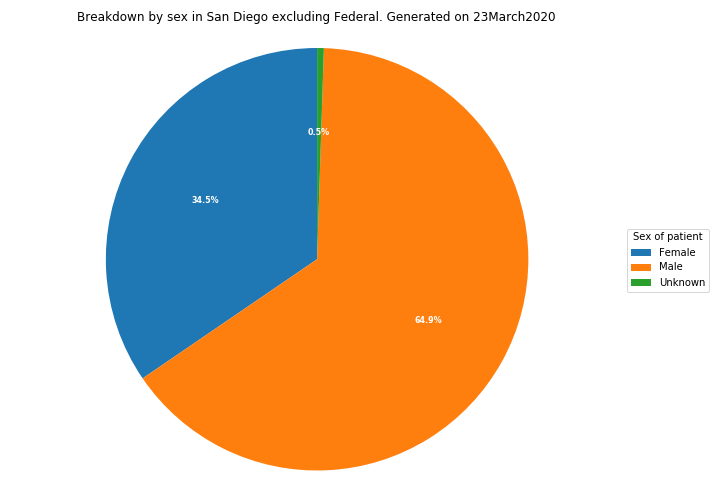 Breakdown by sex in San Diego excluding Federal. Generated on 23March2020
0.5%
34.5%
64.9%
Sex of patient
Female
Male
Unknown